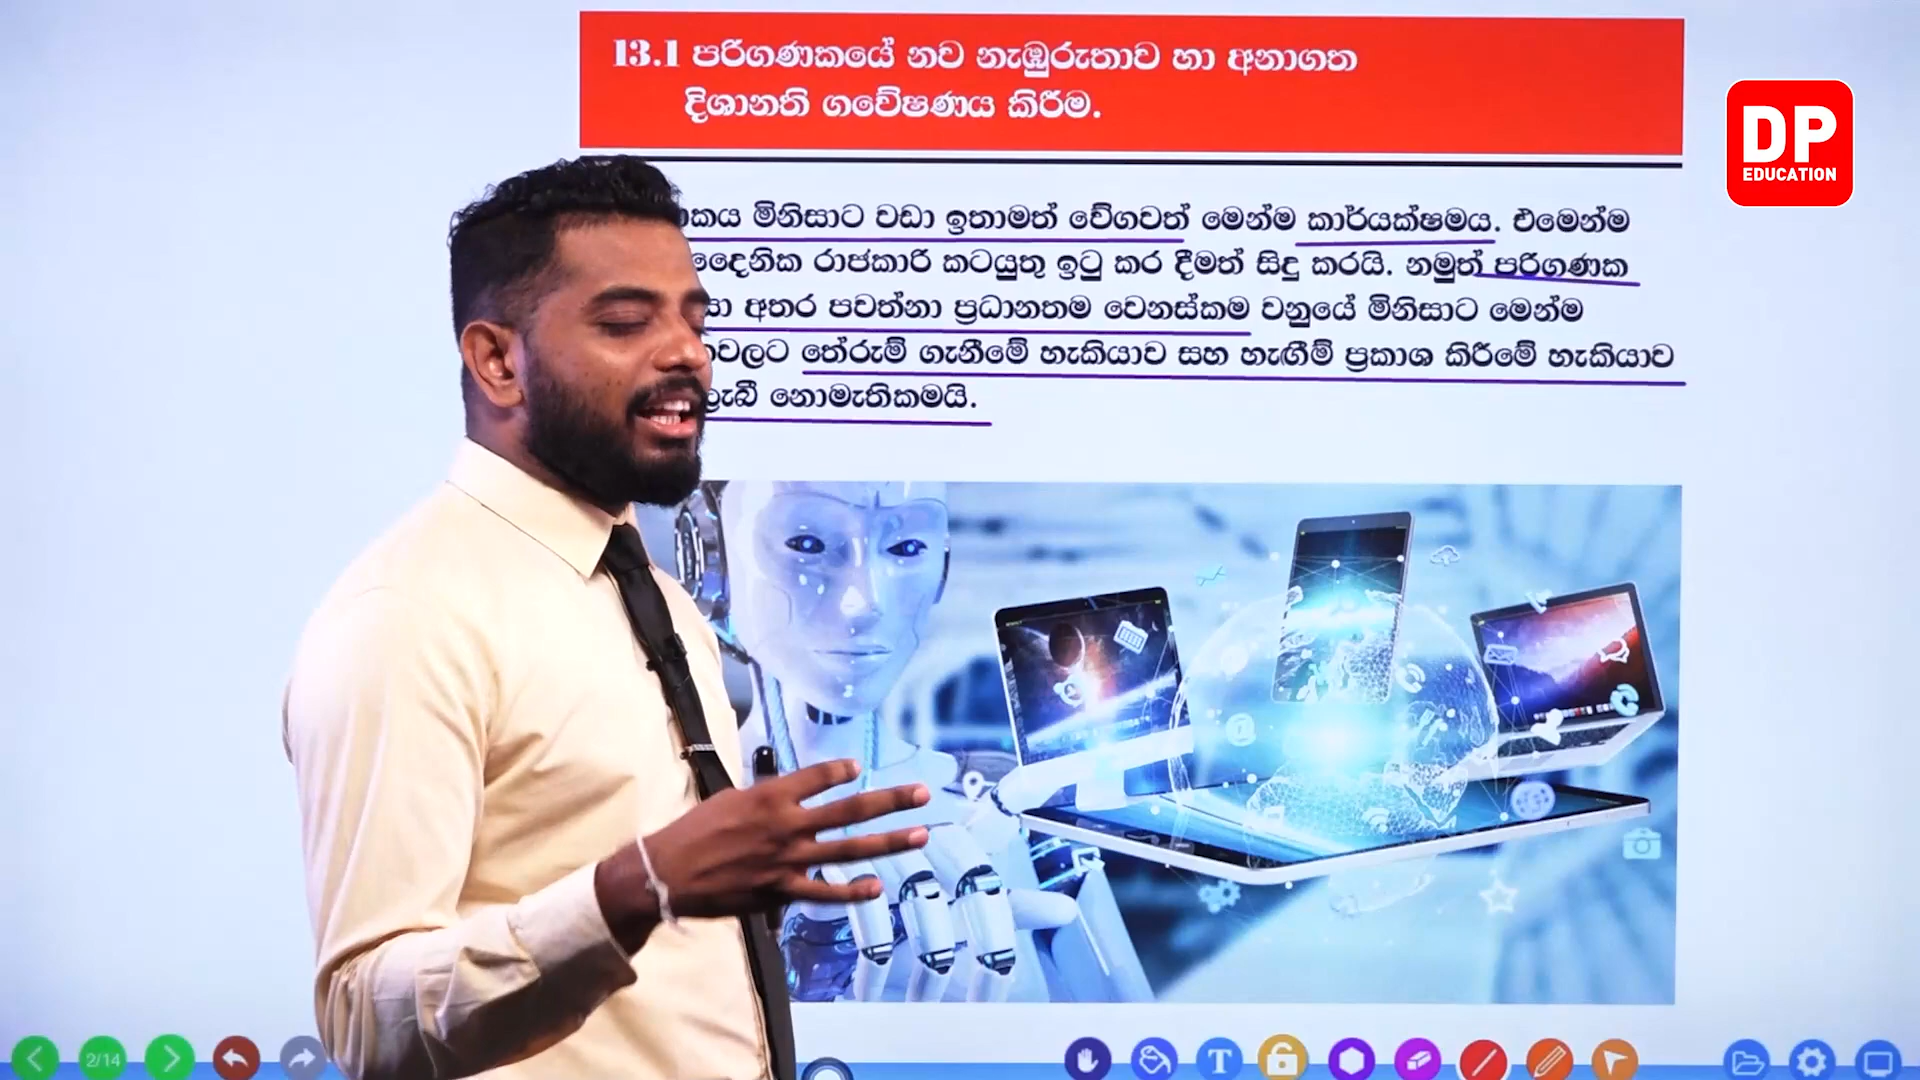 13.1 පරිගණකයේ නව නැඹුරුතාව හා අනාගත
දිශානති ගවේෂණය කිරීම.
DP
EDUCATION
මිනිසාට වඩා ඉතාමත් වේගවත් මෙන්ම කාර්යක්ෂමය. එමෙන්ම
දෛනික රාජකාරි කටයුතු ඉටු කර දීමත් සිදු කරයි. නමුත් පරිගණක
අතර පවත්නා ප්‍රධානතම වෙනස්කම වනුයේ මිනිසාට මෙන්ම
තේරුම් ගැනීමේ හැකියාව සහ හැඟීම් ප්‍රකාශ කිරීමේ හැකියාව
නොමැතිකමයි.
2/14
T